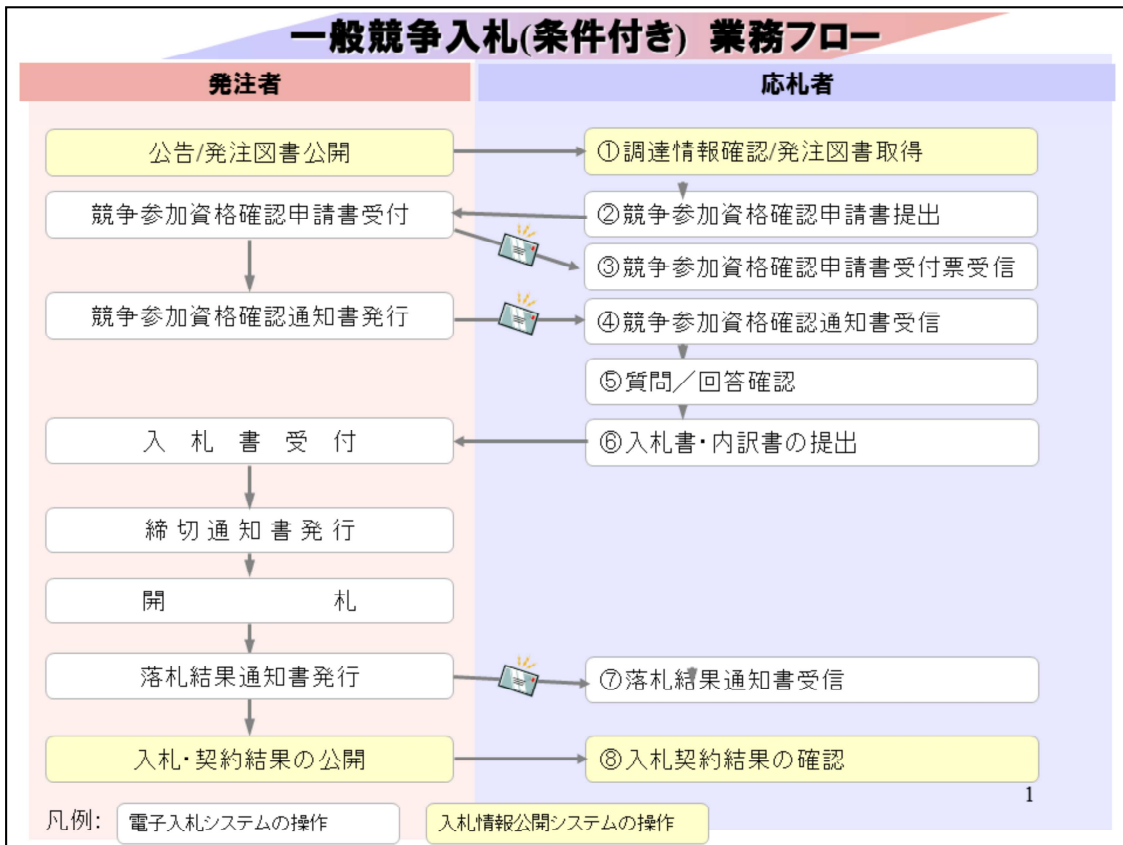 一般競争入札(条件付き) 業務フロー
発注者
応札者
公告/発注図書公開
①調達情報確認/発注図書取得
競争参加資格確認申請書受付
②競争参加資格確認申請書提出
③競争参加資格確認申請書受付票受信
競争参加資格確認通知書発行
④競争参加資格確認通知書受信
⑤質問／回答確認
入 札 書 受 付
⑥入札書・内訳書の提出
締切通知書発行
開 札
落札結果通知書発行
⑦落札結果通知書受信
入札・契約結果の公開
⑧入札契約結果の確認
1
凡例:
電子入札システムの操作
入札情報公開システムの操作